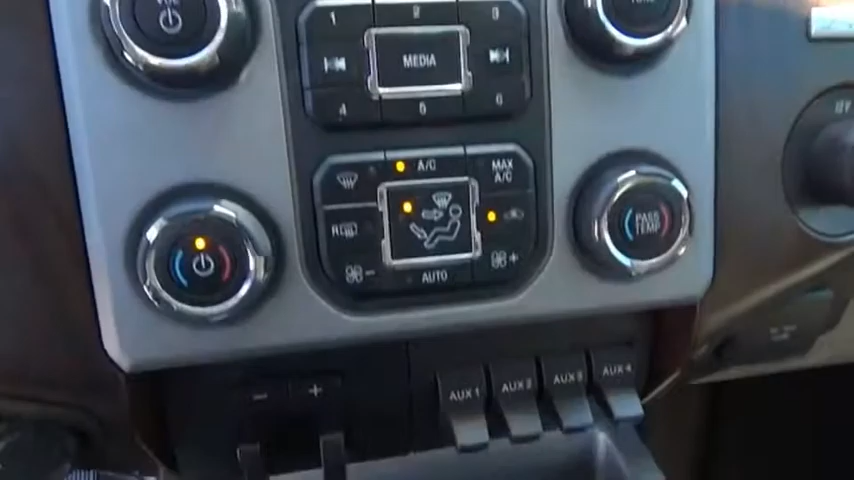 1 2 3
MEDIA
4 5 6
A/C MAX A/C
R
- AUTO +
PASS TEMP
- +
AUX 1 AUX 2 AUX 3 AUX 4